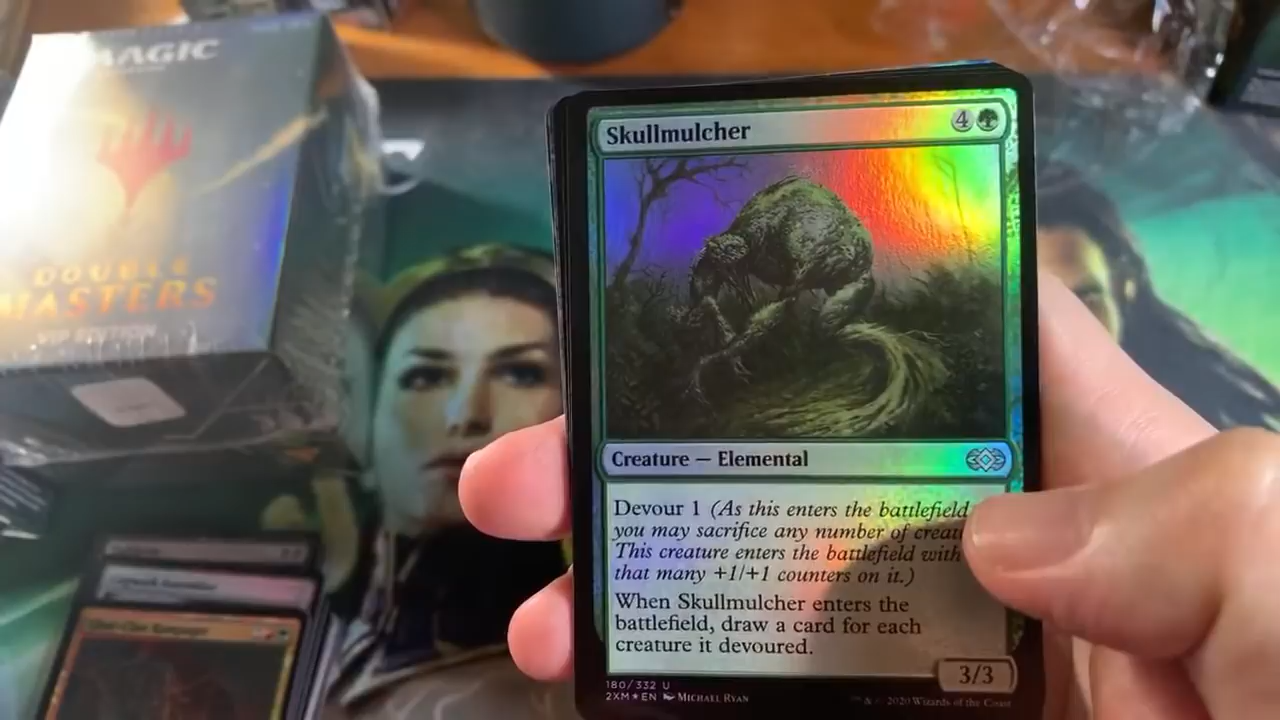 MAGIC
DOUBLE
MASTERS
VIP EDITION
Skullmulcher
4
Creature — Elemental
Devour 1 (As this enters the battlefield
you may sacrifice any number of creat
This creature enters the battlefield with
that many +1/+1 counters on it.)
When Skullmulcher enters the
battlefield, draw a card for each
creature it devoured.
3/3
180/332 U
2XM★EN MICHAEL RYAN
™ & © 2020 Wizards of the Coast